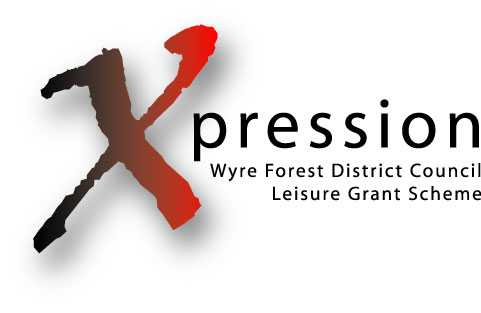 Xpression
Wyre Forest District Council
Leisure Grant Scheme